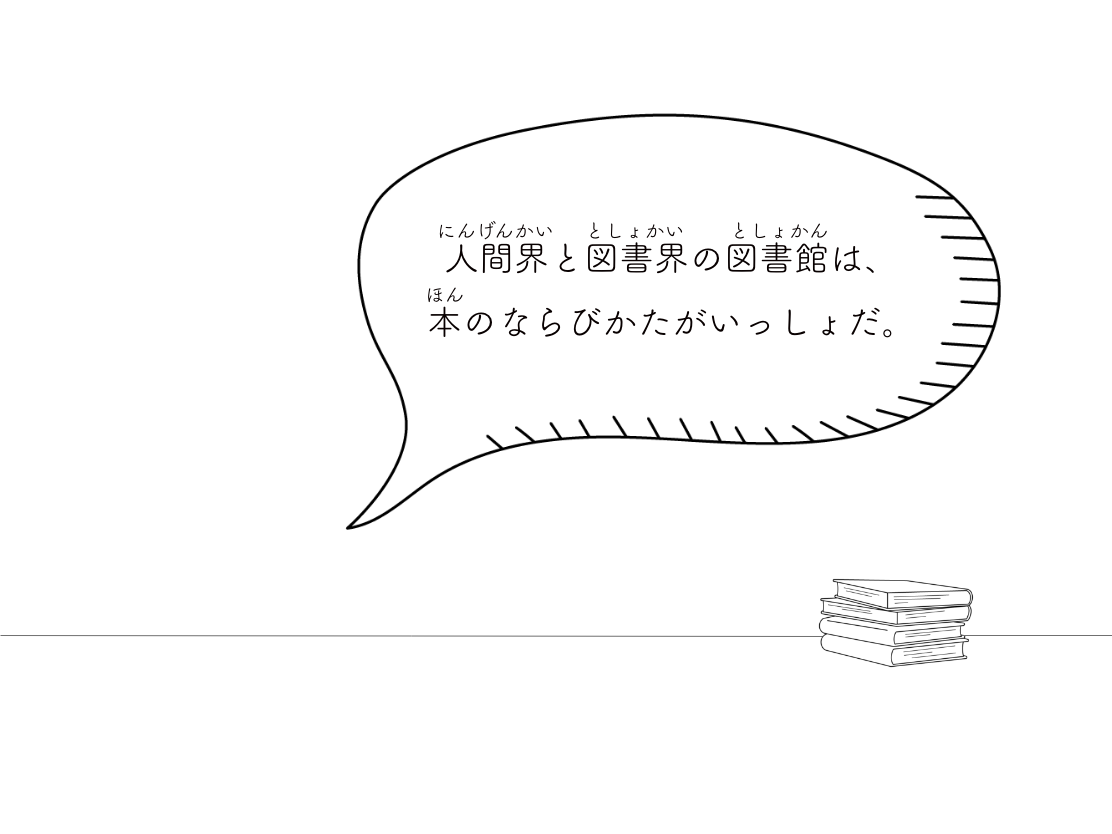 にんげんかい としょかい としょかん
人間界と図書界の図書館は、
ほん
本のならびかたがいっしょだ。